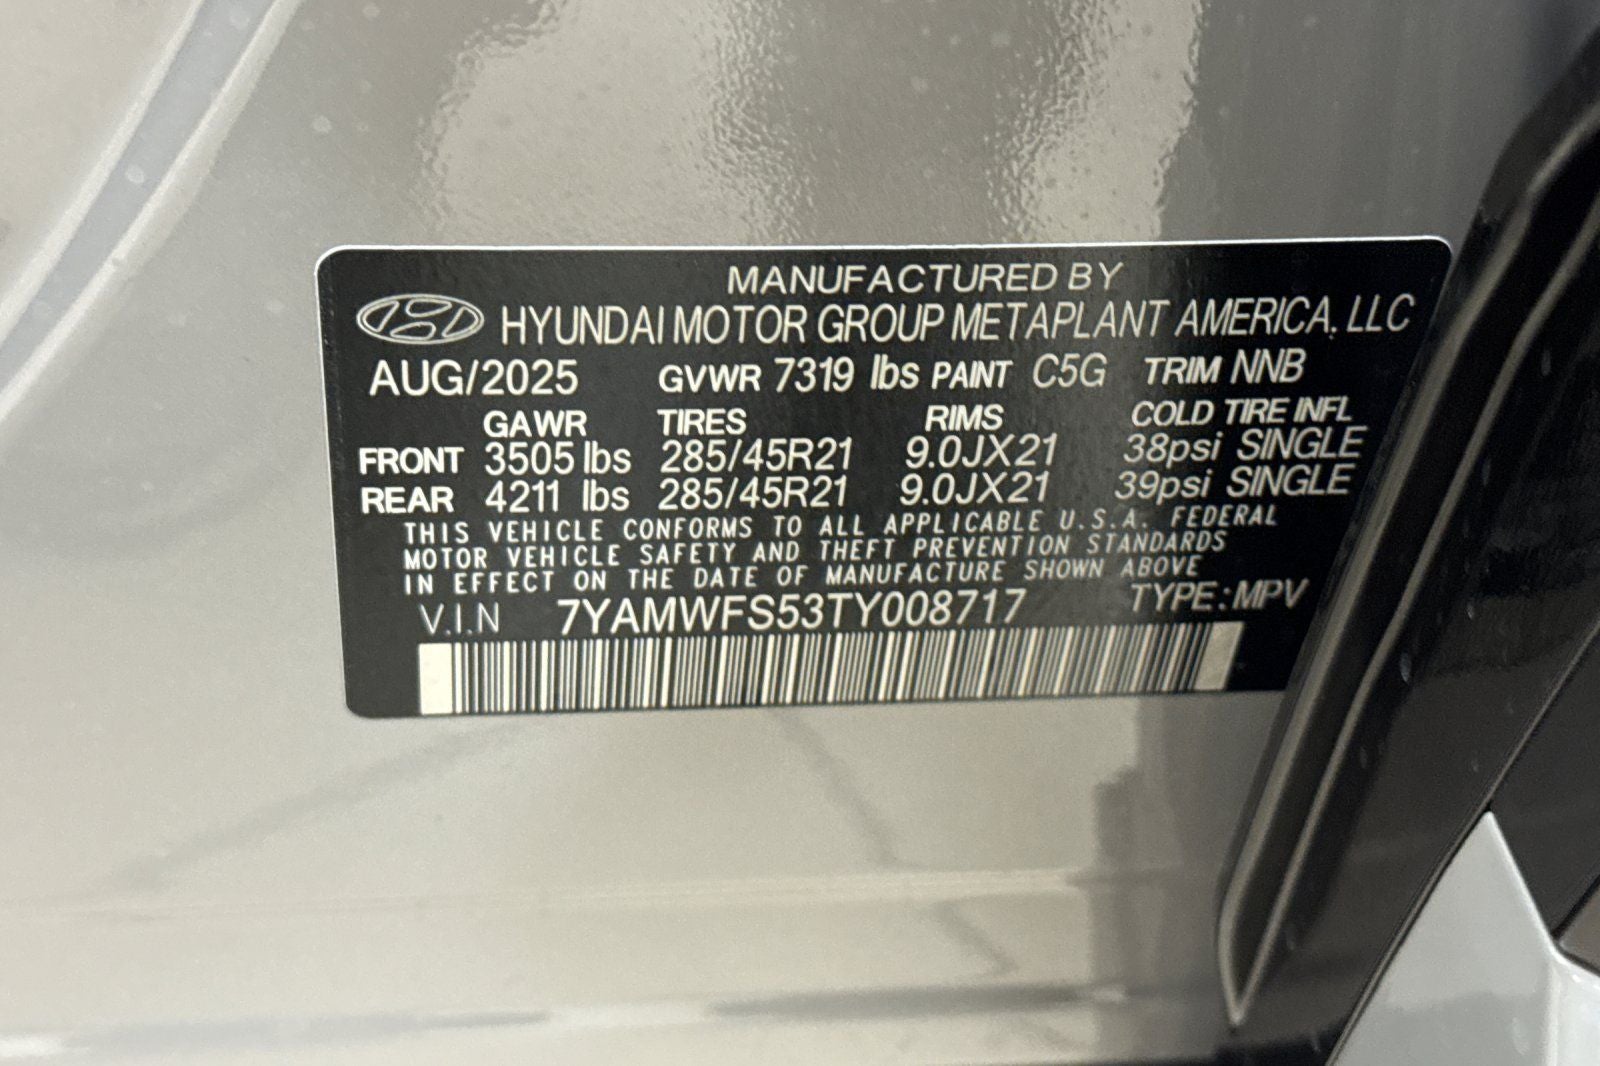 MANUFACTURED BY
HYUNDAI MOTOR GROUP METAPLANT AMERICA, LLC
AUG/2025 GVWR 7319 lbs PAINT C5G TRIM NNB
GAWR TIRES RIMS COLD TIRE INFL
FRONT 3505 lbs 285/45R21 9.0JX21 38psi SINGLE
REAR 4211 lbs 285/45R21 9.0JX21 39psi SINGLE
THIS VEHICLE CONFORMS TO ALL APPLICABLE U.S.A. FEDERAL
MOTOR VEHICLE SAFETY AND THEFT PREVENTION STANDARDS
IN EFFECT ON THE DATE OF MANUFACTURE SHOWN ABOVE
V.I.N 7YAMWFS53TY008717 TYPE:MPV